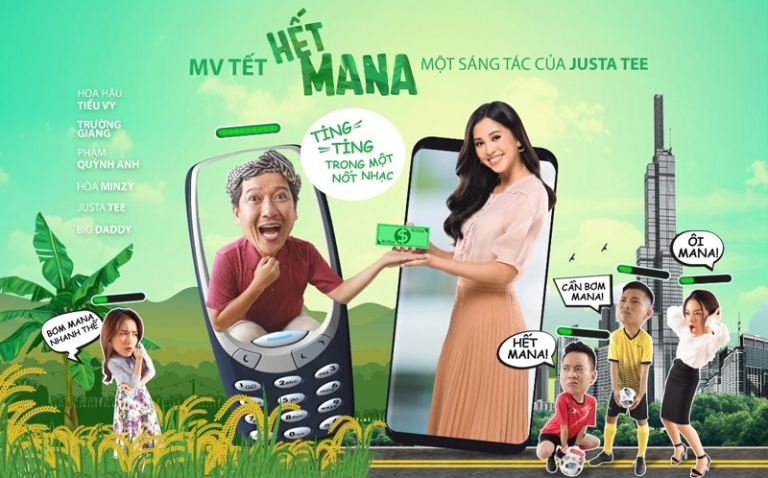 MV TẾT HẾT MANA MỘT SÁNG TÁC CỦA JUSTA TEE
HOA HẬU
TIỂU VY
TRƯỜNG
GIANG
PHẠM
QUỲNH ANH
HÒA MINZY
JUSTA TEE
BIG DADDY
TING
TING
TRONG MỘT
NỐT NHẠC
MANA
MANA
BƠM MANA
NHANH THẾ
HẾT
MANA!
CẦN BƠM
MANA!
ÔI
MANA!